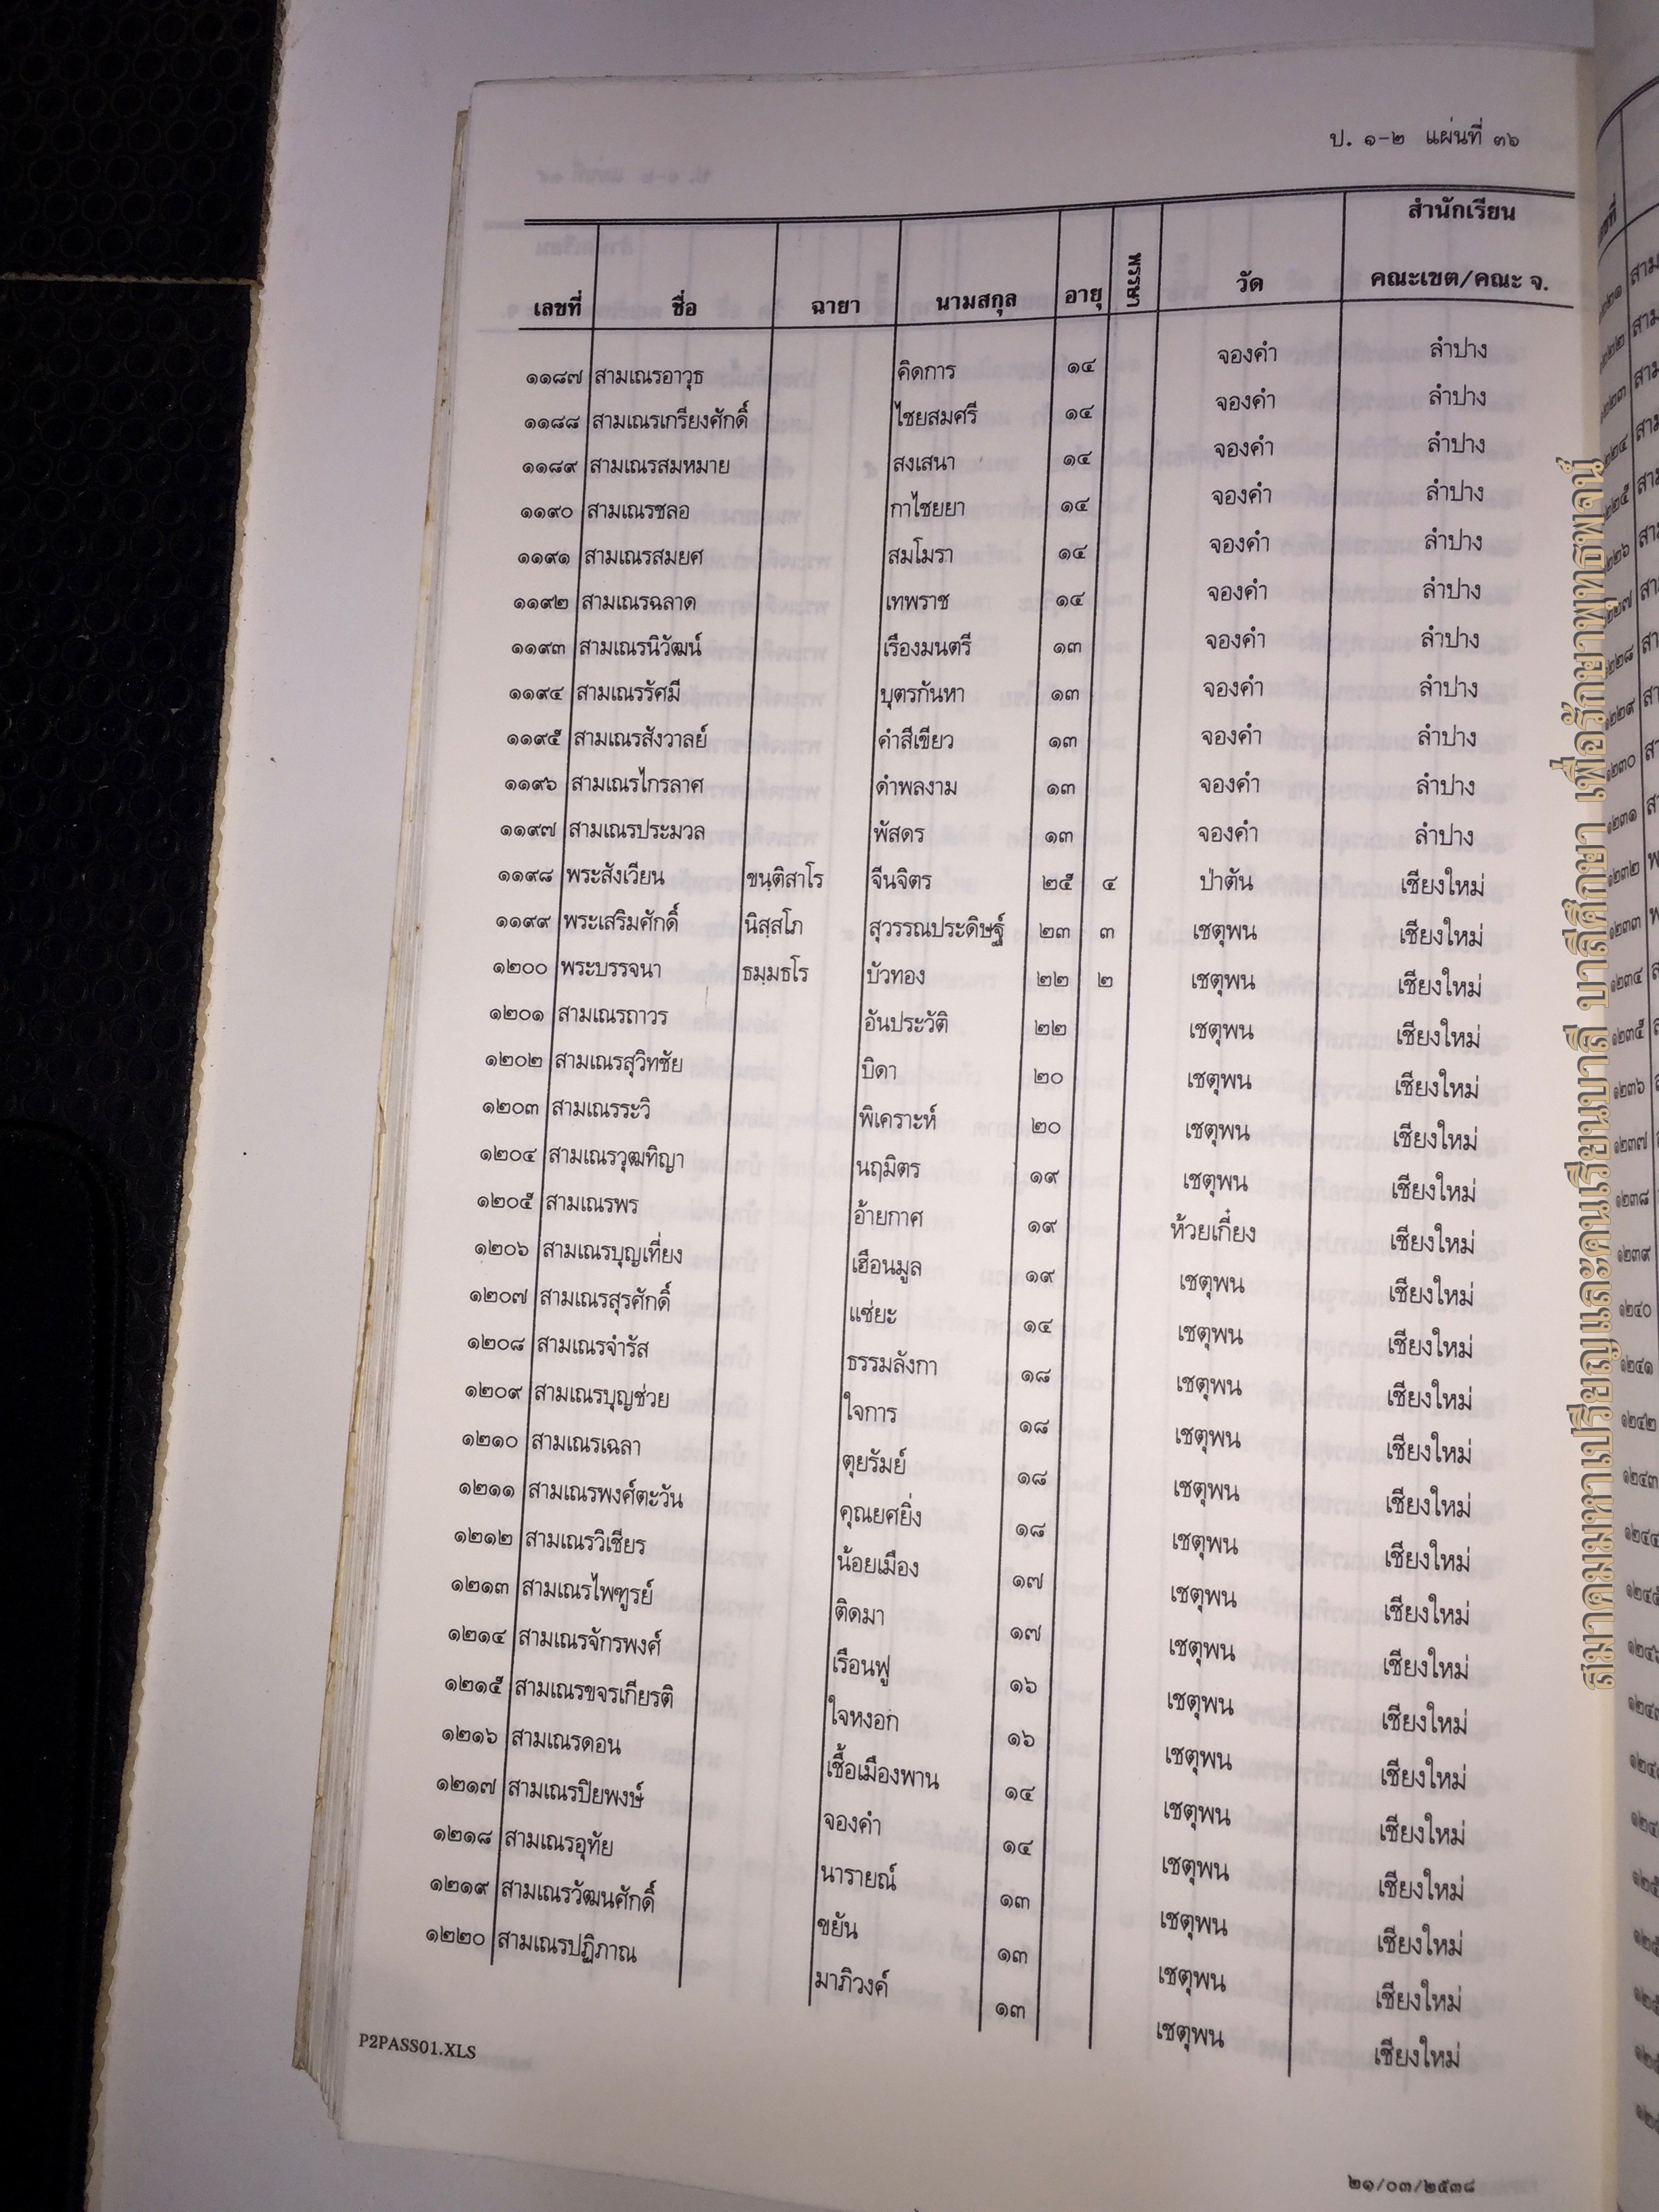 ป. ๑-๒ แผ่นที่ ๓๖
เลขที่ ชื่อ ฉายา นามสกุล อายุ พรรษา วัด สำนักเรียน คณะเขต/คณะ จ.
๑๑๘๗ สามเณรอาวุธ คิดการ ๑๔ จองคำ ลำปาง
๑๑๘๘ สามเณรเกรียงศักดิ์ ไชยสมศรี ๑๔ จองคำ ลำปาง
๑๑๘๙ สามเณรสมหมาย สงเสนา ๑๔ จองคำ ลำปาง
๑๑๙๐ สามเณรชลอ กาไชยยา ๑๔ จองคำ ลำปาง
๑๑๙๑ สามเณรสมยศ สมโมรา ๑๔ จองคำ ลำปาง
๑๑๙๒ สามเณรฉลาด เทพราช ๑๔ จองคำ ลำปาง
๑๑๙๓ สามเณรนิวัฒน์ เรืองมนตรี ๑๓ จองคำ ลำปาง
๑๑๙๔ สามเณรรัศมี บุตรกันหา ๑๓ จองคำ ลำปาง
๑๑๙๕ สามเณรสังวาลย์ คำสีเขียว ๑๓ จองคำ ลำปาง
๑๑๙๖ สามเณรไกรลาศ ดำพลงาม ๑๓ จองคำ ลำปาง
๑๑๙๗ สามเณรประมวล พัสดร ๑๓ จองคำ ลำปาง
๑๑๙๘ พระสังเวียน ขนฺติสาโร จีนจิตร ๒๕ ๔ ป่าตัน เชียงใหม่
๑๑๙๙ พระเสริมศักดิ์ นิสฺสโภ สุวรรณประดิษฐ์ ๒๓ ๓ เชตุพน เชียงใหม่
๑๒๐๐ พระบรรจนา ธมฺมธโร บัวทอง ๒๒ ๒ เชตุพน เชียงใหม่
๑๒๐๑ สามเณรถาวร อันประวัติ ๒๒ เชตุพน เชียงใหม่
๑๒๐๒ สามเณรสุวิทชัย บิดา ๒๐ เชตุพน เชียงใหม่
๑๒๐๓ สามเณรระวิ พิเคราะห์ ๒๐ เชตุพน เชียงใหม่
๑๒๐๔ สามเณรวุฒทิญา นฤมิตร ๑๙ เชตุพน เชียงใหม่
๑๒๐๕ สามเณรพร อ้ายกาศ ๑๙ ห้วยเกี๋ยง เชียงใหม่
๑๒๐๖ สามเณรบุญเที่ยง เฮือนมูล ๑๙ เชตุพน เชียงใหม่
๑๒๐๗ สามเณรสุรศักดิ์ แซ่ยะ ๑๔ เชตุพน เชียงใหม่
๑๒๐๘ สามเณรจำรัส ธรรมลังกา ๑๘ เชตุพน เชียงใหม่
๑๒๐๙ สามเณรบุญช่วย ใจการ ๑๘ เชตุพน เชียงใหม่
๑๒๑๐ สามเณรเฉลา ตุยรัมย์ ๑๘ เชตุพน เชียงใหม่
๑๒๑๑ สามเณรพงศ์ตะวัน คุณยศยิ่ง ๑๘ เชตุพน เชียงใหม่
๑๒๑๒ สามเณรวิเชียร น้อยเมือง ๑๗ เชตุพน เชียงใหม่
๑๒๑๓ สามเณรไพฑูรย์ ติดมา ๑๗ เชตุพน เชียงใหม่
๑๒๑๔ สามเณรจักรพงศ์ เรือนฟู ๑๖ เชตุพน เชียงใหม่
๑๒๑๕ สามเณรขจรเกียรติ ใจหงอก ๑๖ เชตุพน เชียงใหม่
๑๒๑๖ สามเณรดอน เชื้อเมืองพาน ๑๔ เชตุพน เชียงใหม่
๑๒๑๗ สามเณรปิยพงษ์ จองคำ ๑๔ เชตุพน เชียงใหม่
๑๒๑๘ สามเณรอุทัย นารายณ์ ๑๓ เชตุพน เชียงใหม่
๑๒๑๙ สามเณรวัฒนศักดิ์ ขยัน ๑๓ เชตุพน เชียงใหม่
๑๒๒๐ สามเณรปฏิภาณ มาภิวงค์ ๑๓ เชตุพน เชียงใหม่
P2PASS01.XLS
๒๑/๐๓/๒๕๓๘
สมาคมมหาเปรียญและคนเรียนบาลี บาลีศึกษา เพื่อรักษาพุทธพจน์